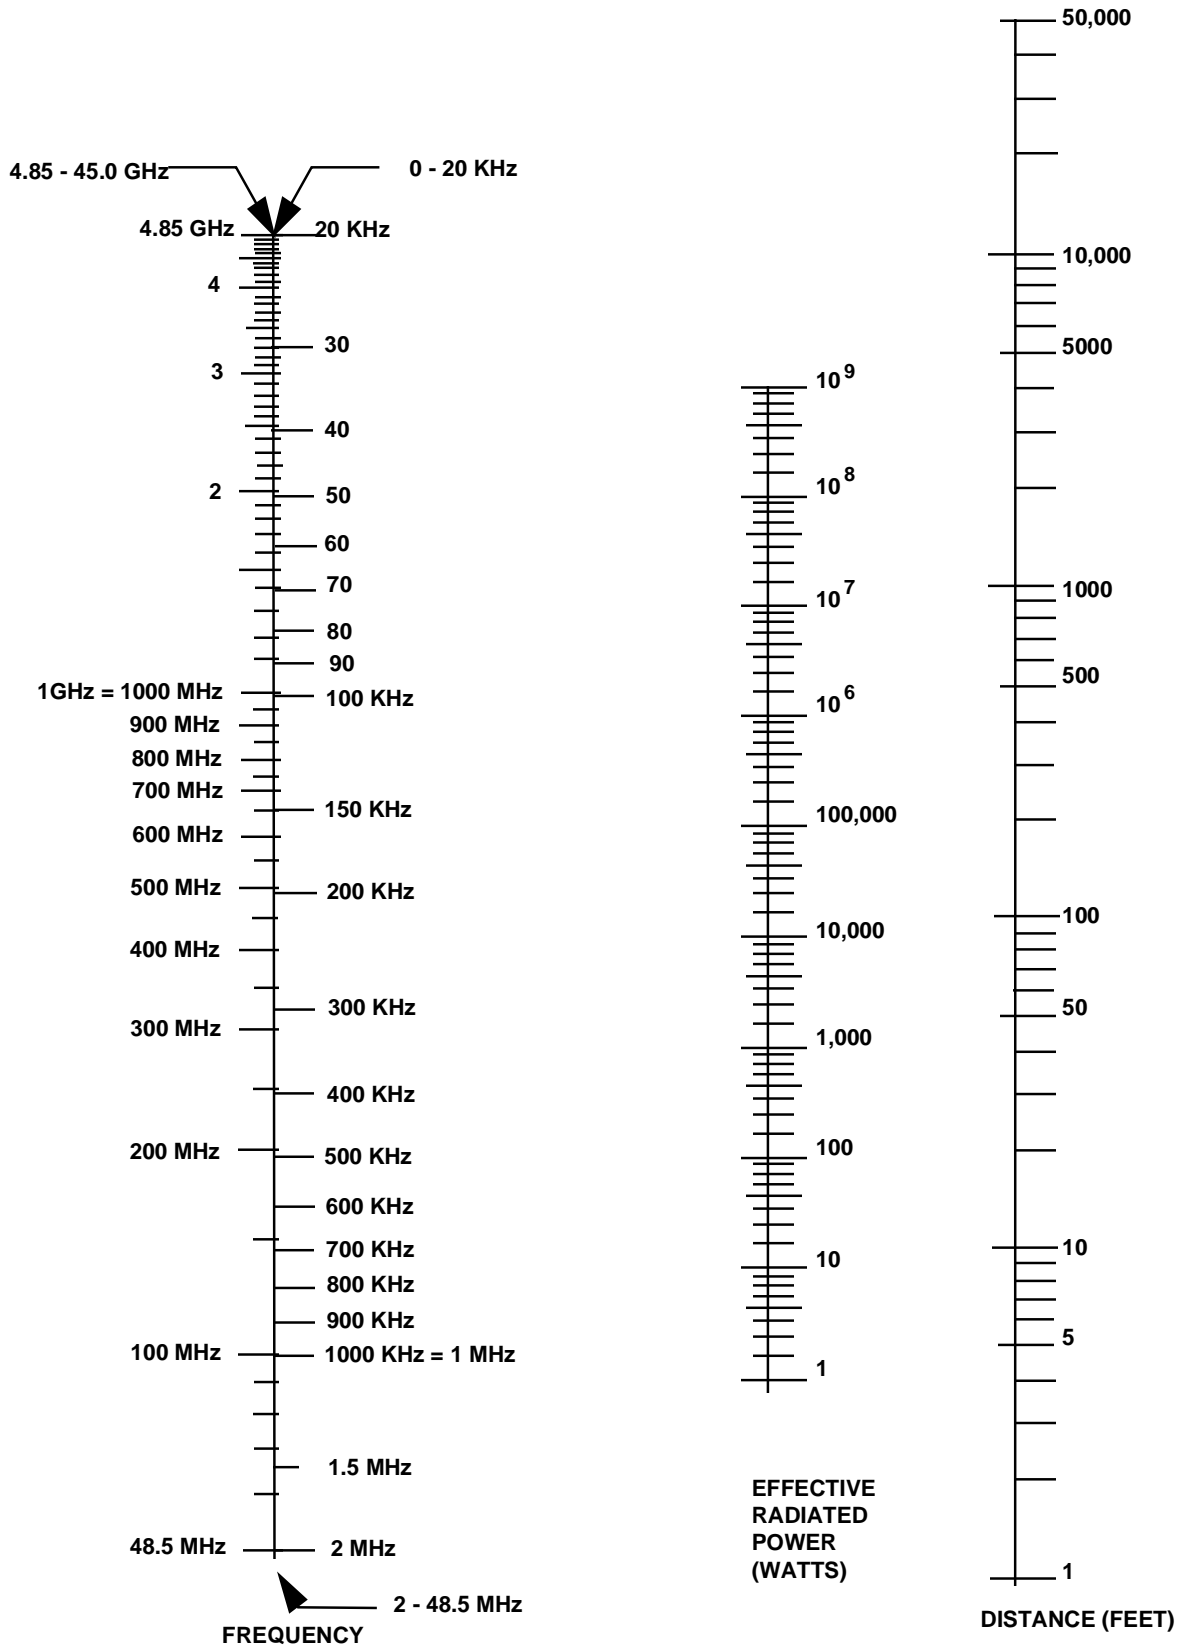 4.85 - 45.0 GHz
0 - 20 KHz
4.85 GHz
20 KHz
4
30
3
40
2
50
60
70
80
90
1GHz = 1000 MHz
100 KHz
900 MHz
800 MHz
700 MHz
150 KHz
600 MHz
500 MHz
200 KHz
400 MHz
300 KHz
300 MHz
400 KHz
200 MHz
500 KHz
600 KHz
700 KHz
800 KHz
900 KHz
100 MHz
1000 KHz = 1 MHz
1.5 MHz
48.5 MHz
2 MHz
2 - 48.5 MHz
FREQUENCY
10 9
10 8
10 7
10 6
100,000
10,000
1,000
100
10
1
EFFECTIVE
RADIATED
POWER
(WATTS)
50,000
10,000
5000
1000
500
100
50
10
5
1
DISTANCE (FEET)